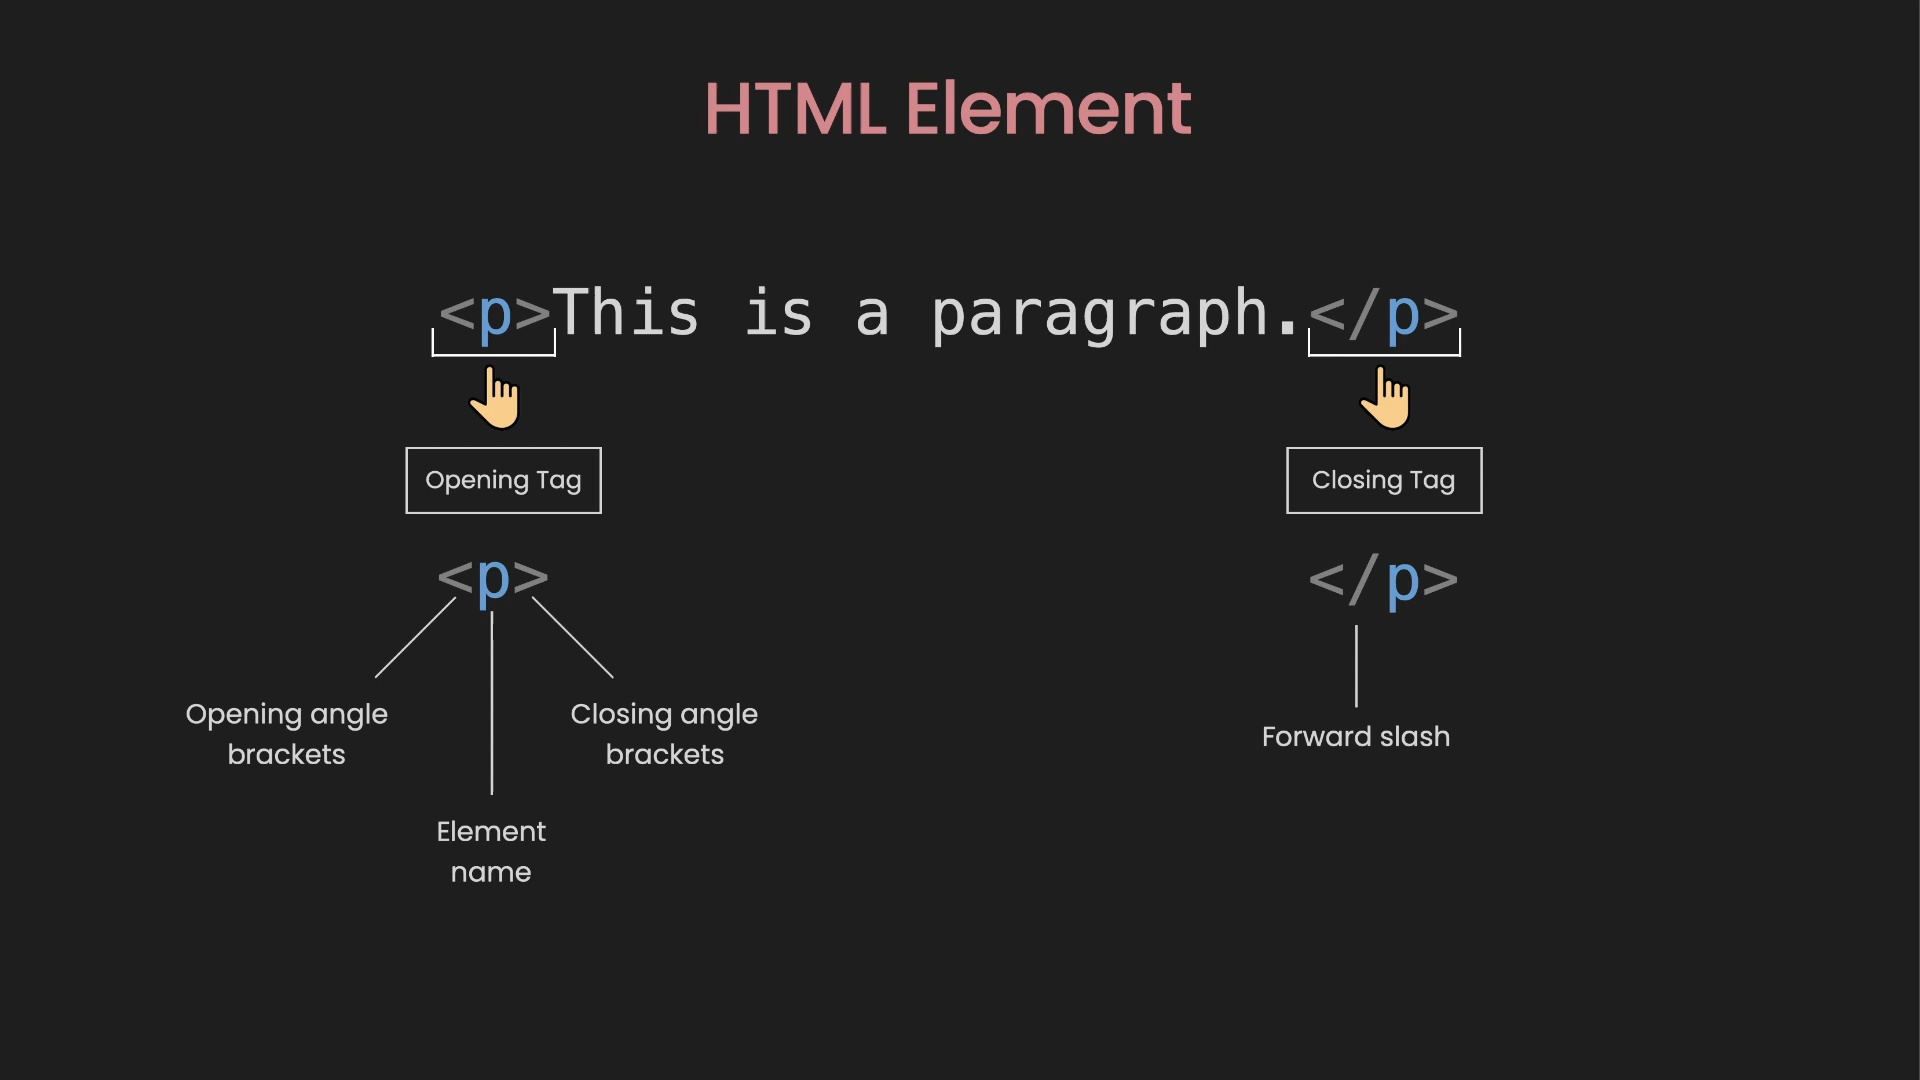 HTML Element
<p>This is a paragraph.</p>
Opening Tag
Closing Tag
<p>
</p>
Opening angle
brackets
Closing angle
brackets
Element
name
Forward slash